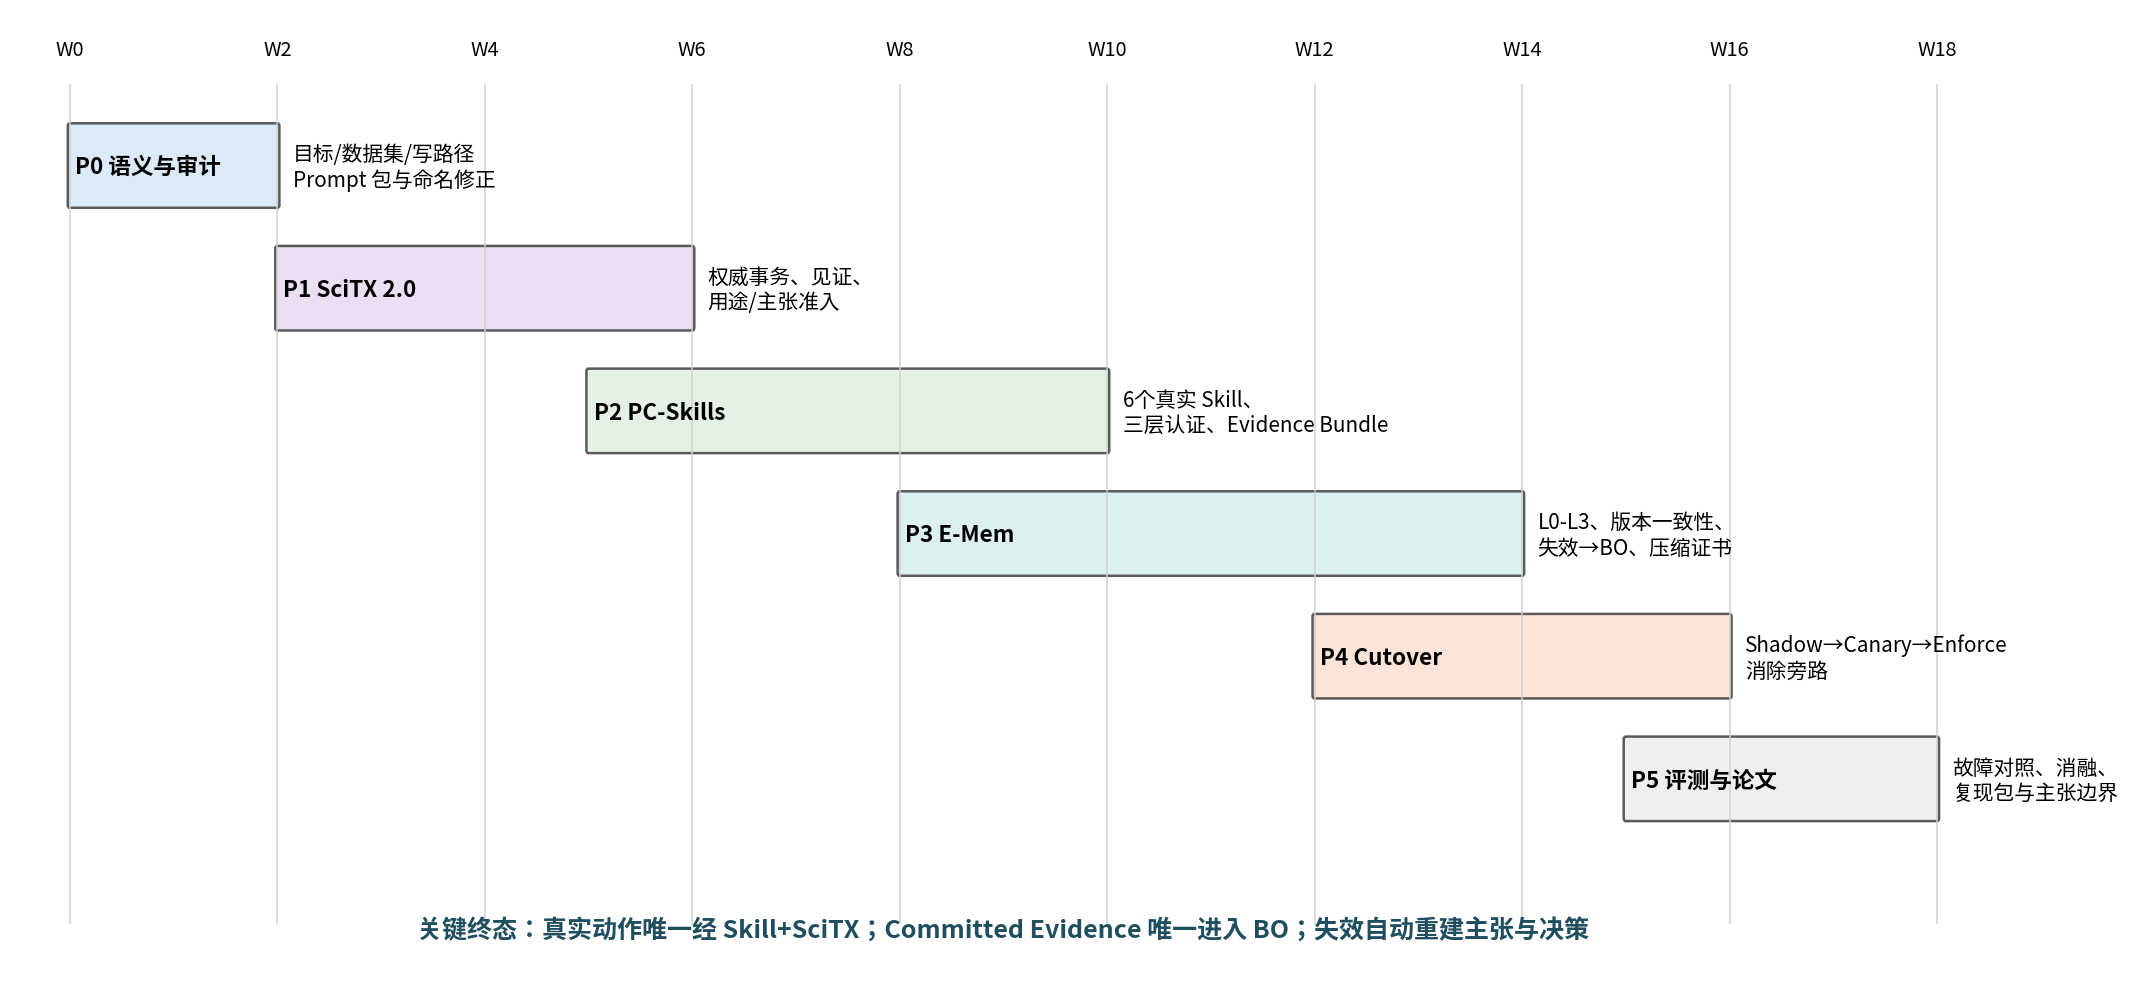 W0 W2 W4 W6 W8 W10 W12 W14 W16 W18
P0 语义与审计
目标/数据集/写路径
Prompt 包与命名修正
P1 SciTX 2.0
权威事务、见证、
用途/主张准入
P2 PC-Skills
6个真实 Skill、
三层认证、Evidence Bundle
P3 E-Mem
L0-L3、版本一致性、
失效→BO、压缩证书
P4 Cutover
Shadow→Canary→Enforce
消除旁路
P5 评测与论文
故障对照、消融、
复现包与主张边界
关键终态：真实动作唯一经 Skill+SciTX；Committed Evidence 唯一进入 BO；失效自动重建主张与决策